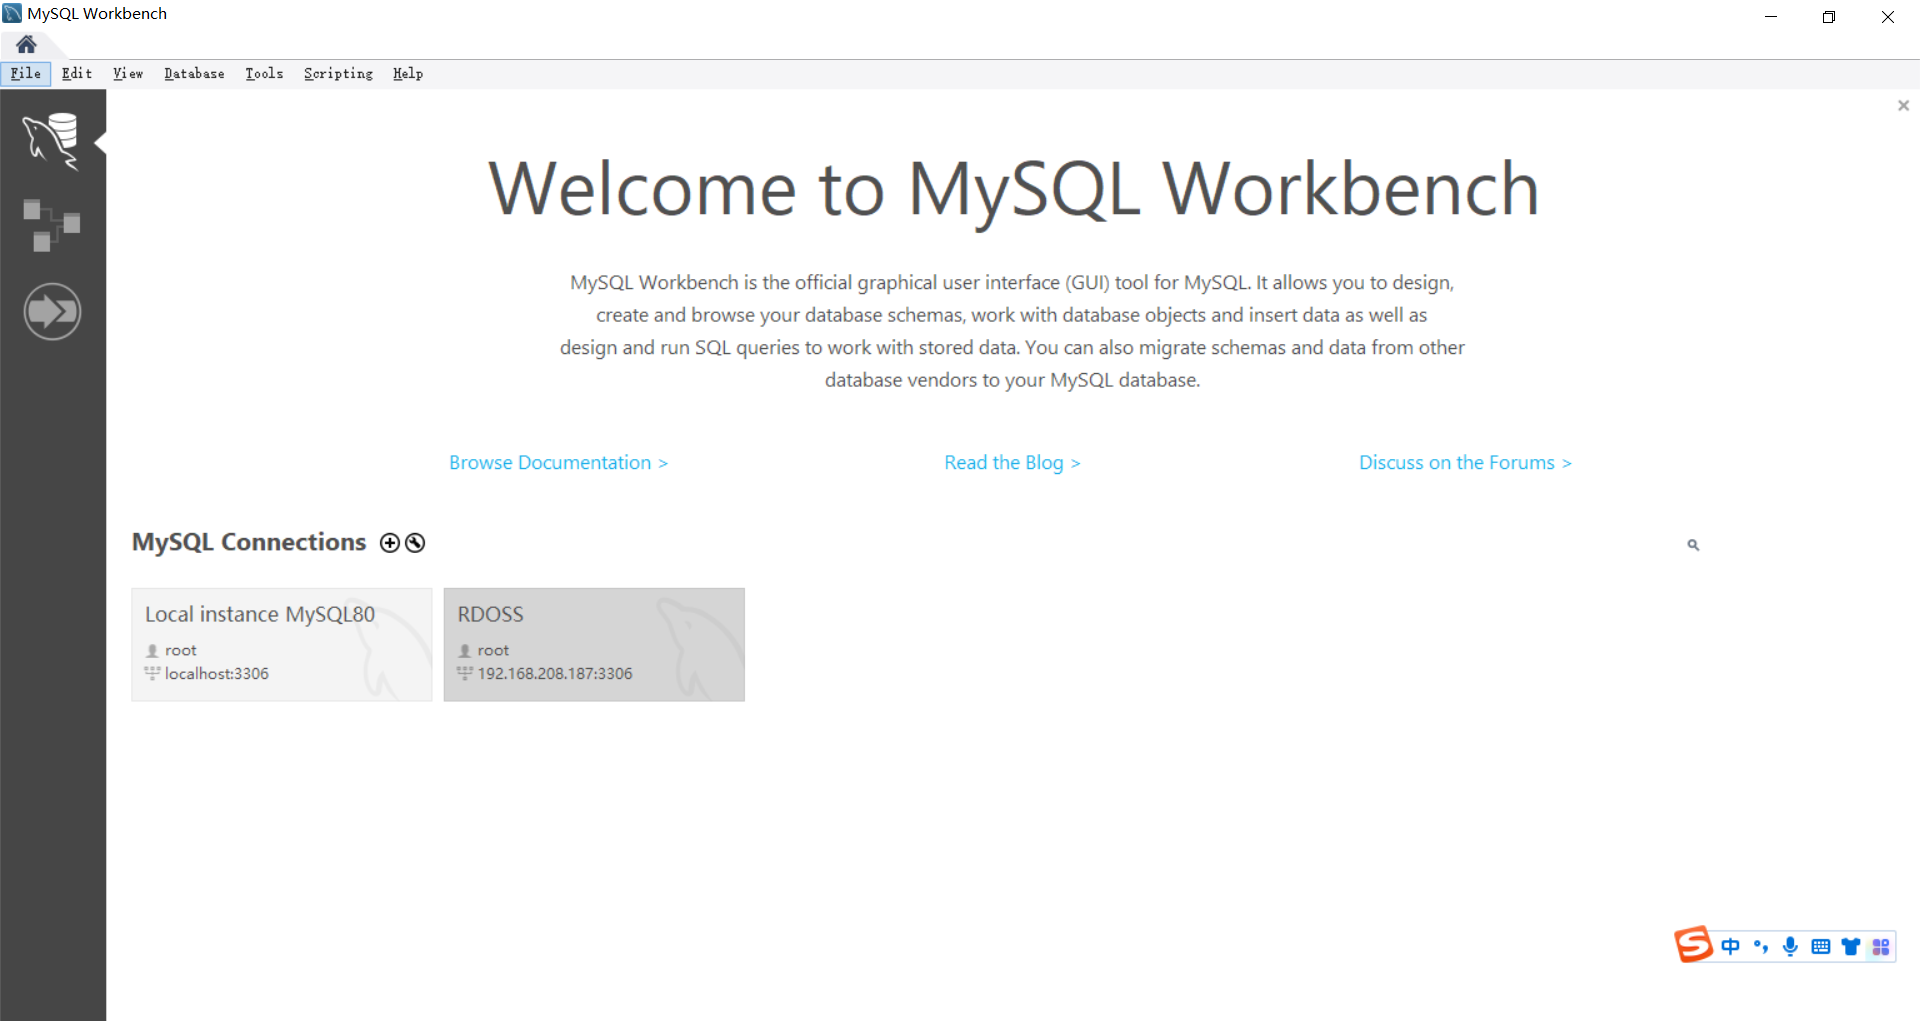 MySQL Workbench
File Edit View Database Tools Scripting Help
Welcome to MySQL Workbench
MySQL Workbench is the official graphical user interface (GUI) tool for MySQL. It allows you to design,
create and browse your database schemas, work with database objects and insert data as well as
design and run SQL queries to work with stored data. You can also migrate schemas and data from other
database vendors to your MySQL database.
Browse Documentation > Read the Blog > Discuss on the Forums >
MySQL Connections
Local instance MySQL80
root
localhost:3306
RDOSS
root
192.168.208.187:3306
S 中 °,